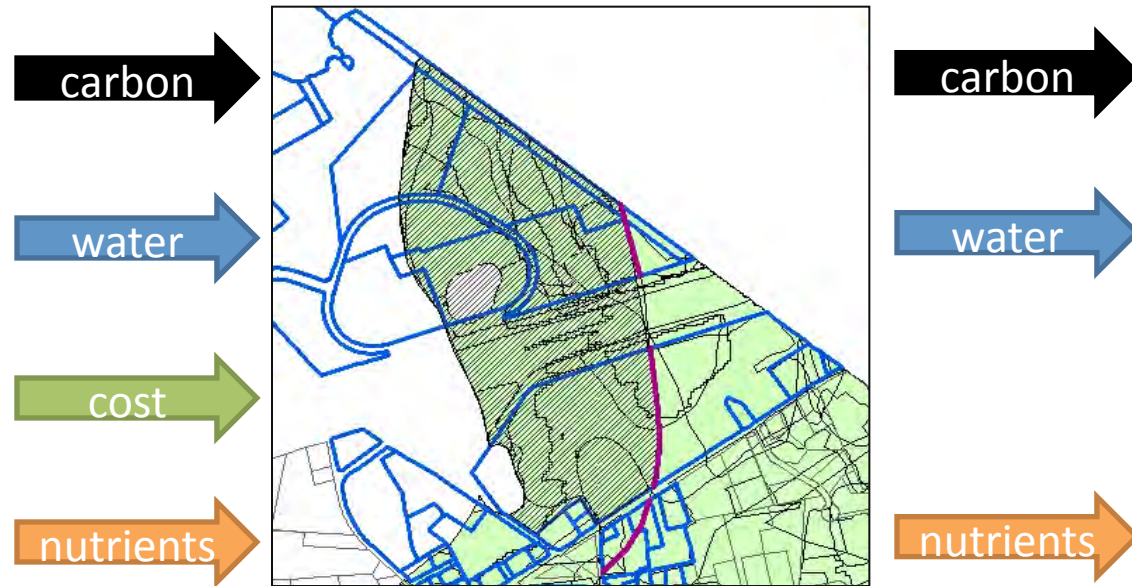 carbon
carbon
water
water
cost
nutrients
nutrients